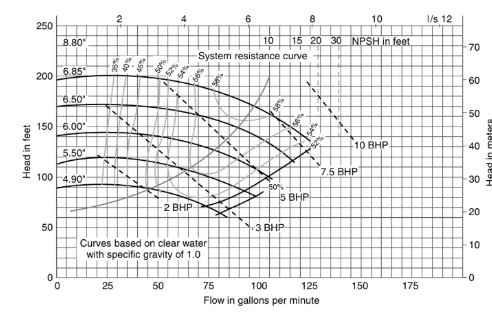 2 4 6 8 10 l/s 12
250
8.80" 10 15 20 30 NPSH in feet
System resistance curve
70
35% 40% 45% 50% 52% 54% 56% 58%
200
6.85"
60
6.50"
50
58%
56%
54%
52%
150
6.00"
10 BHP
40
5.50"
7.5 BHP
100
4.90"
50%
30
5 BHP
2 BHP
20
3 BHP
50
Curves based on clear water
with specific gravity of 1.0
10
0
0
0 25 50 75 100 125 150 175
Head in feet
Head in meters
Flow in gallons per minute